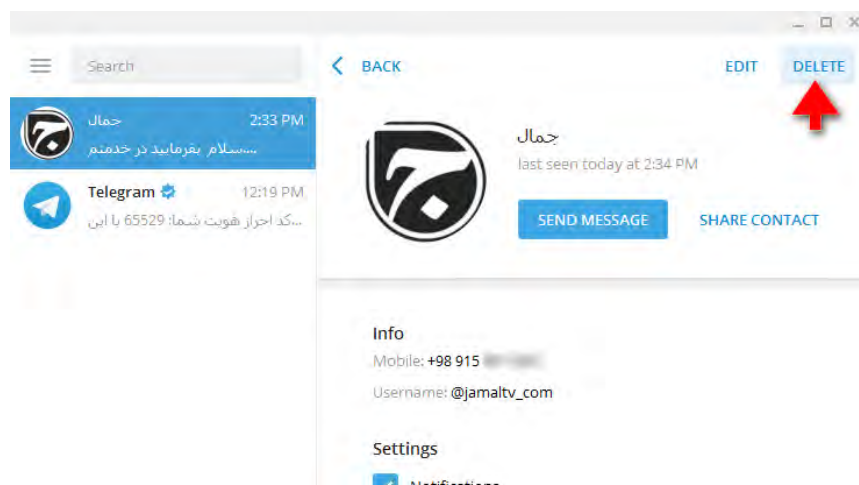 Search
جمال 2:33 PM
سلام بفرمایید در خدمتم....
Telegram 12:19 PM
کد احراز هویت شما: 65529 با این...
BACK
EDIT DELETE
ج
جمال
last seen today at 2:34 PM
SEND MESSAGE SHARE CONTACT
Info
Mobile: +98 915
Username: @jamaltv_com
Settings
Notifications